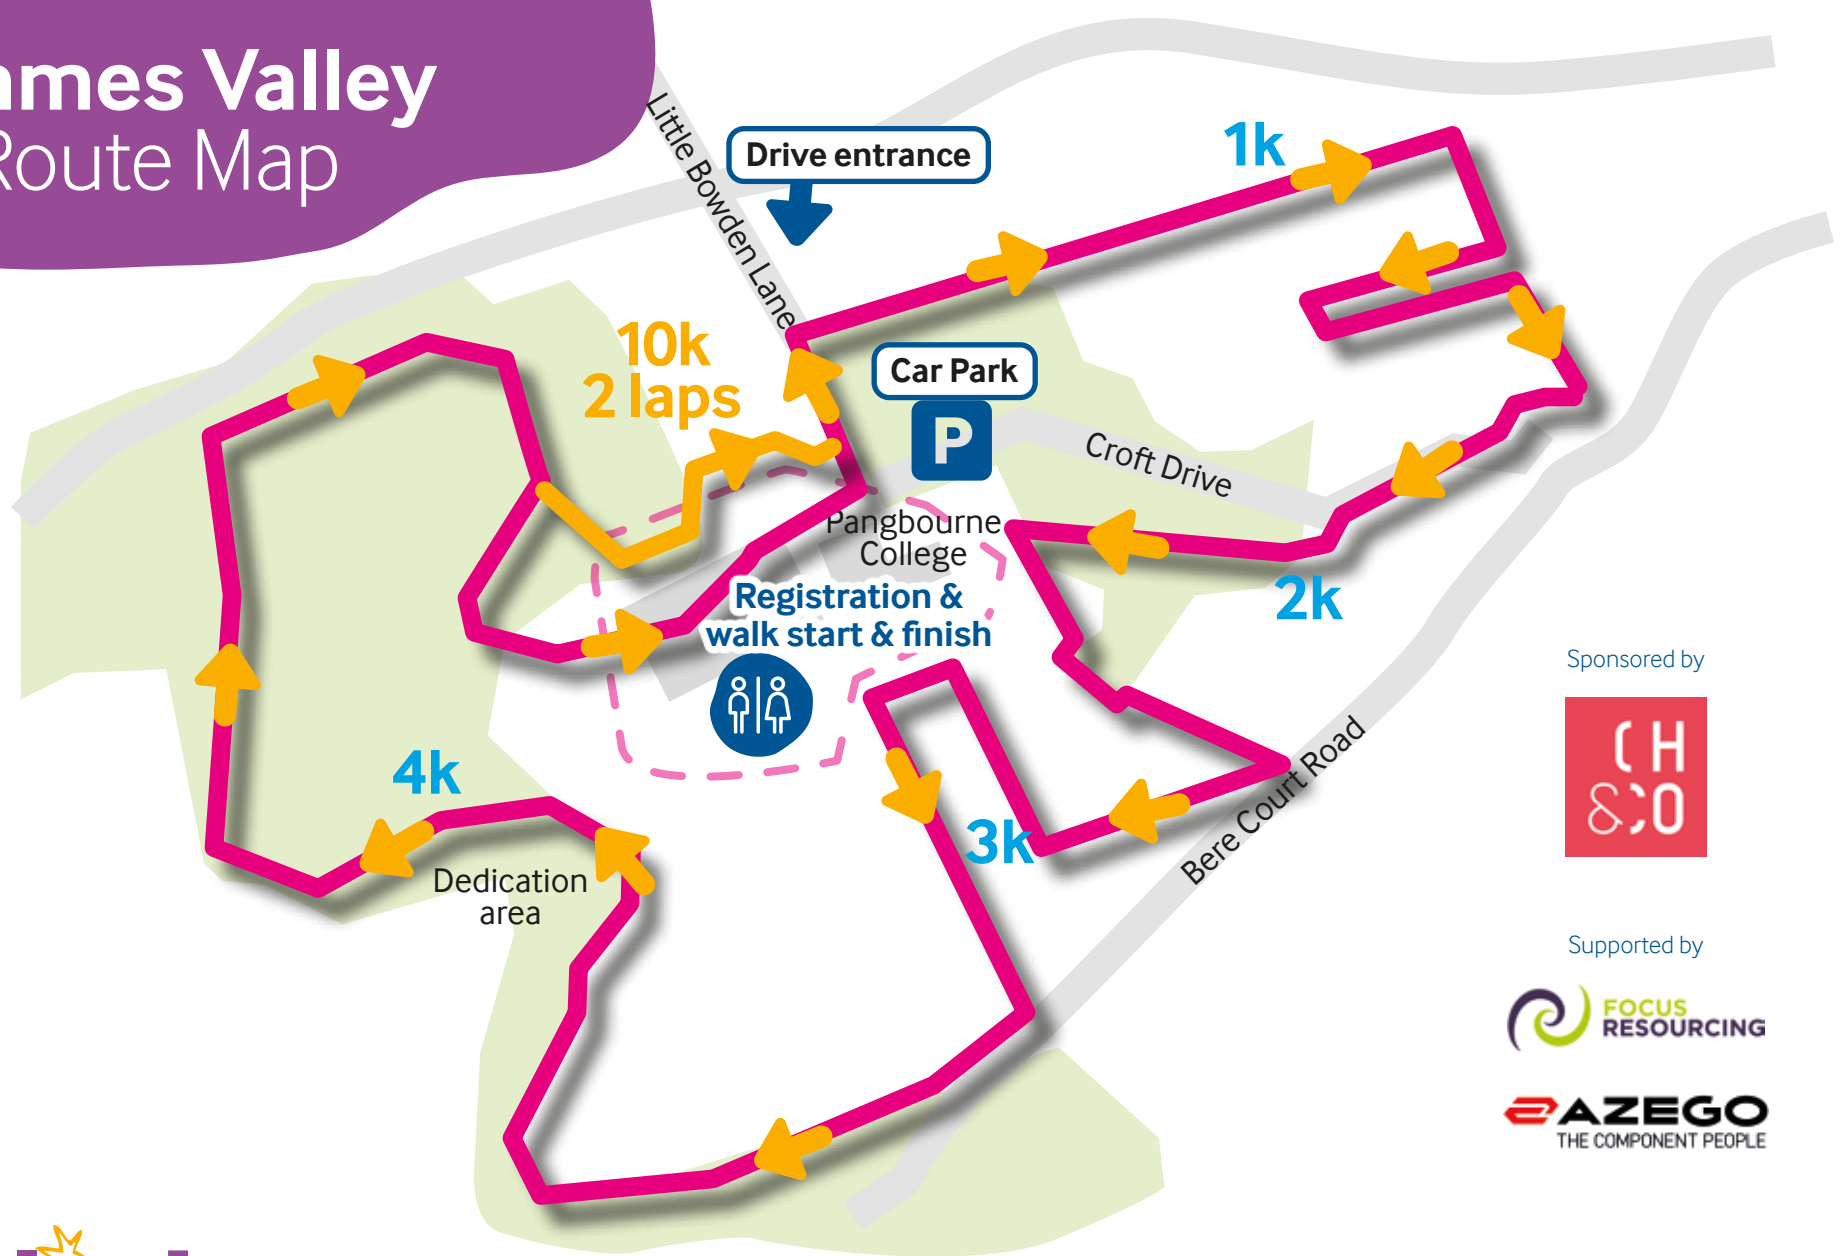 ames Valley
Route Map
Little Bowden Lane
Drive entrance
1k
10k
2 laps
Car Park
P
Croft Drive
Pangbourne
College
Registration &
walk start & finish
2k
Sponsored by
CH
&CO
4k
3k
Bere Court Road
Dedication
area
Supported by
FOCUS
RESOURCING
AZEGO
THE COMPONENT PEOPLE